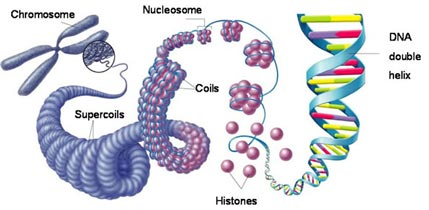 Chromosome
Nucleosome
DNA
double
helix
Coils
Supercoils
Histones